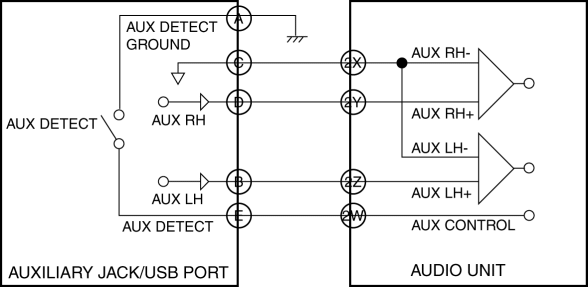 A
AUX DETECT
GROUND
C
2X
AUX RH-
D
2Y
AUX RH
AUX RH+
AUX DETECT
AUX LH-
B
2Z
AUX LH
AUX LH+
E
2W
AUX DETECT
AUX CONTROL
AUXILIARY JACK/USB PORT
AUDIO UNIT